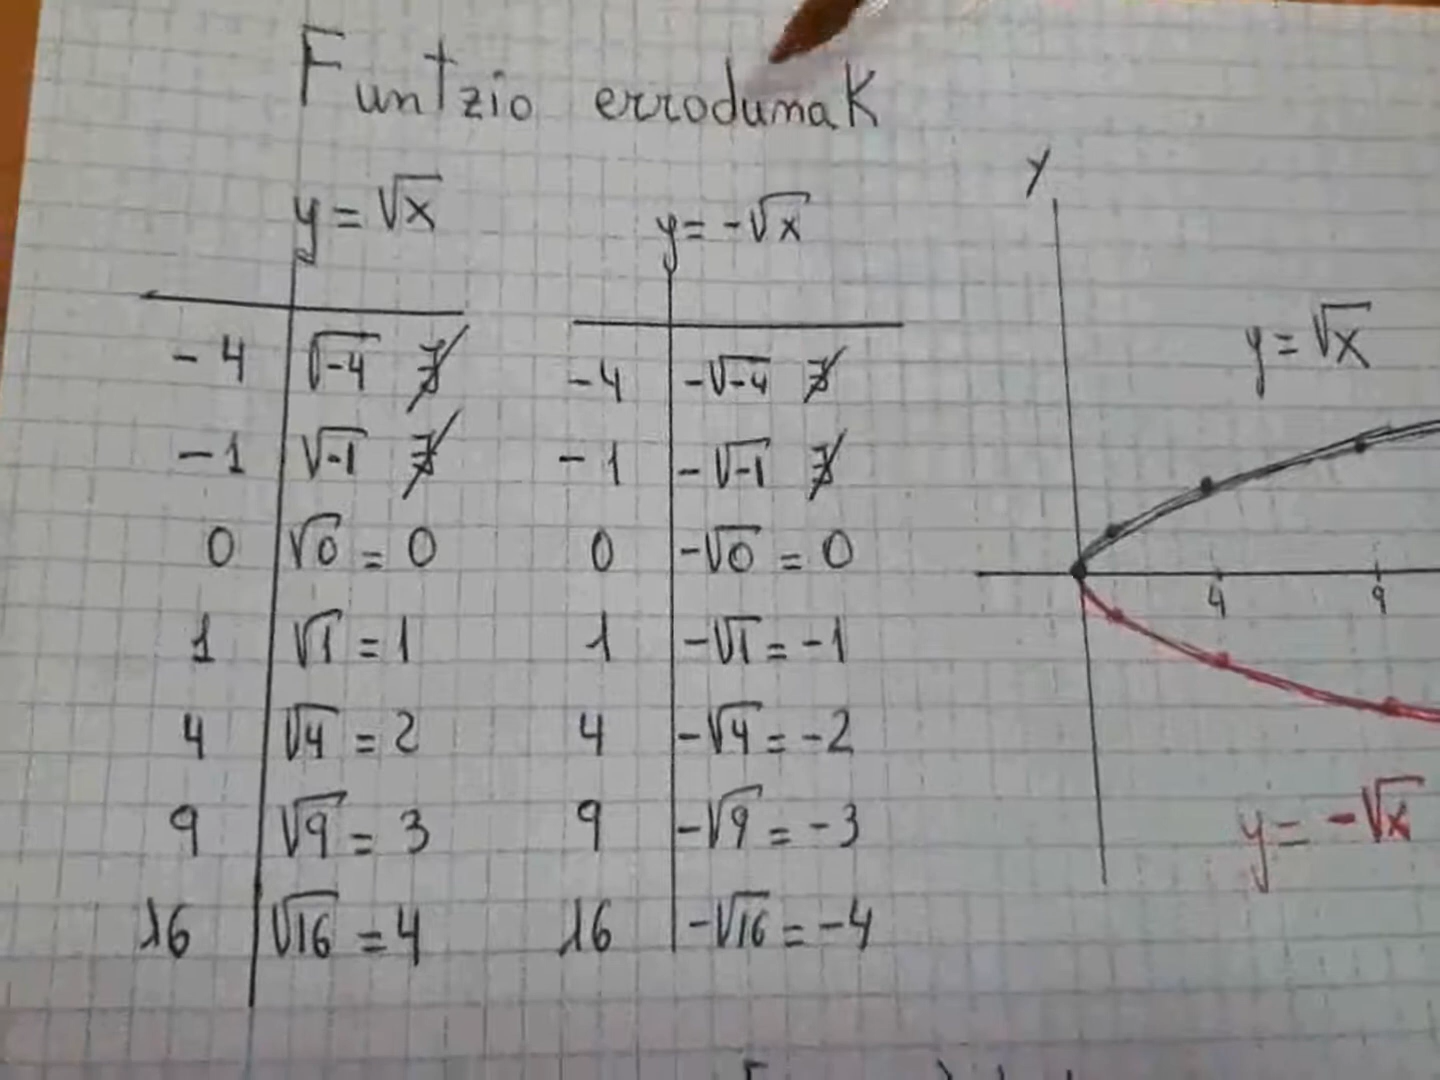 Funtzio errodunak
y = √x
-4 √-4 ∄
-1 √-1 ∄
0 √0 = 0
1 √1 = 1
4 √4 = 2
9 √9 = 3
16 √16 = 4
y = -√x
-4 -√-4 ∄
-1 -√-1 ∄
0 -√0 = 0
1 -√1 = -1
4 -√4 = -2
9 -√9 = -3
16 -√16 = -4
y
y = √x
4 9
y = -√x